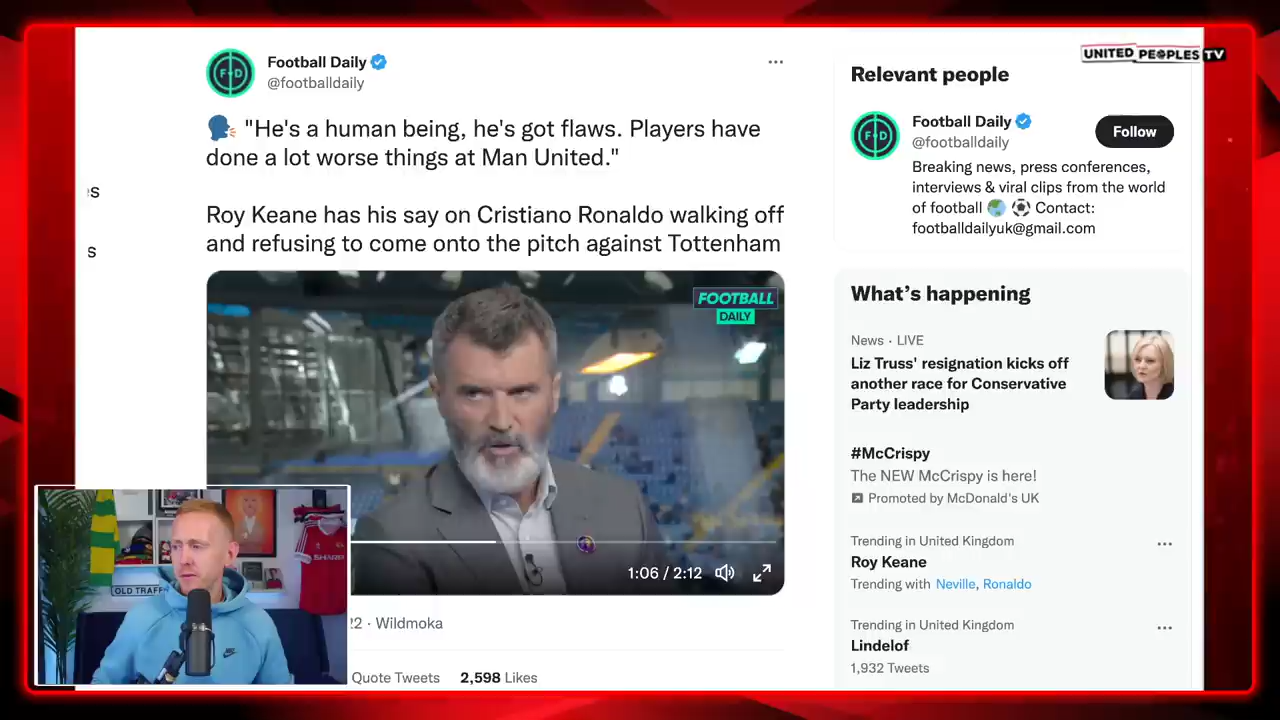 UNITED PEOPLES TV
Football Daily
@footballdaily
"He's a human being, he's got flaws. Players have
done a lot worse things at Man United."
Roy Keane has his say on Cristiano Ronaldo walking off
and refusing to come onto the pitch against Tottenham
FOOTBALL
DAILY
1:06 / 2:12
22 · Wildmoka
Quote Tweets 2,598 Likes
es
s
OLD TRAFF
SHARP
Relevant people
Football Daily
@footballdaily
Follow
Breaking news, press conferences,
interviews & viral clips from the world
of football Contact:
footballdailyuk@gmail.com
What's happening
News · LIVE
Liz Truss' resignation kicks off
another race for Conservative
Party leadership
#McCrispy
The NEW McCrispy is here!
Promoted by McDonald's UK
Trending in United Kingdom
Roy Keane
Trending with Neville, Ronaldo
Trending in United Kingdom
Lindelof
1,932 Tweets